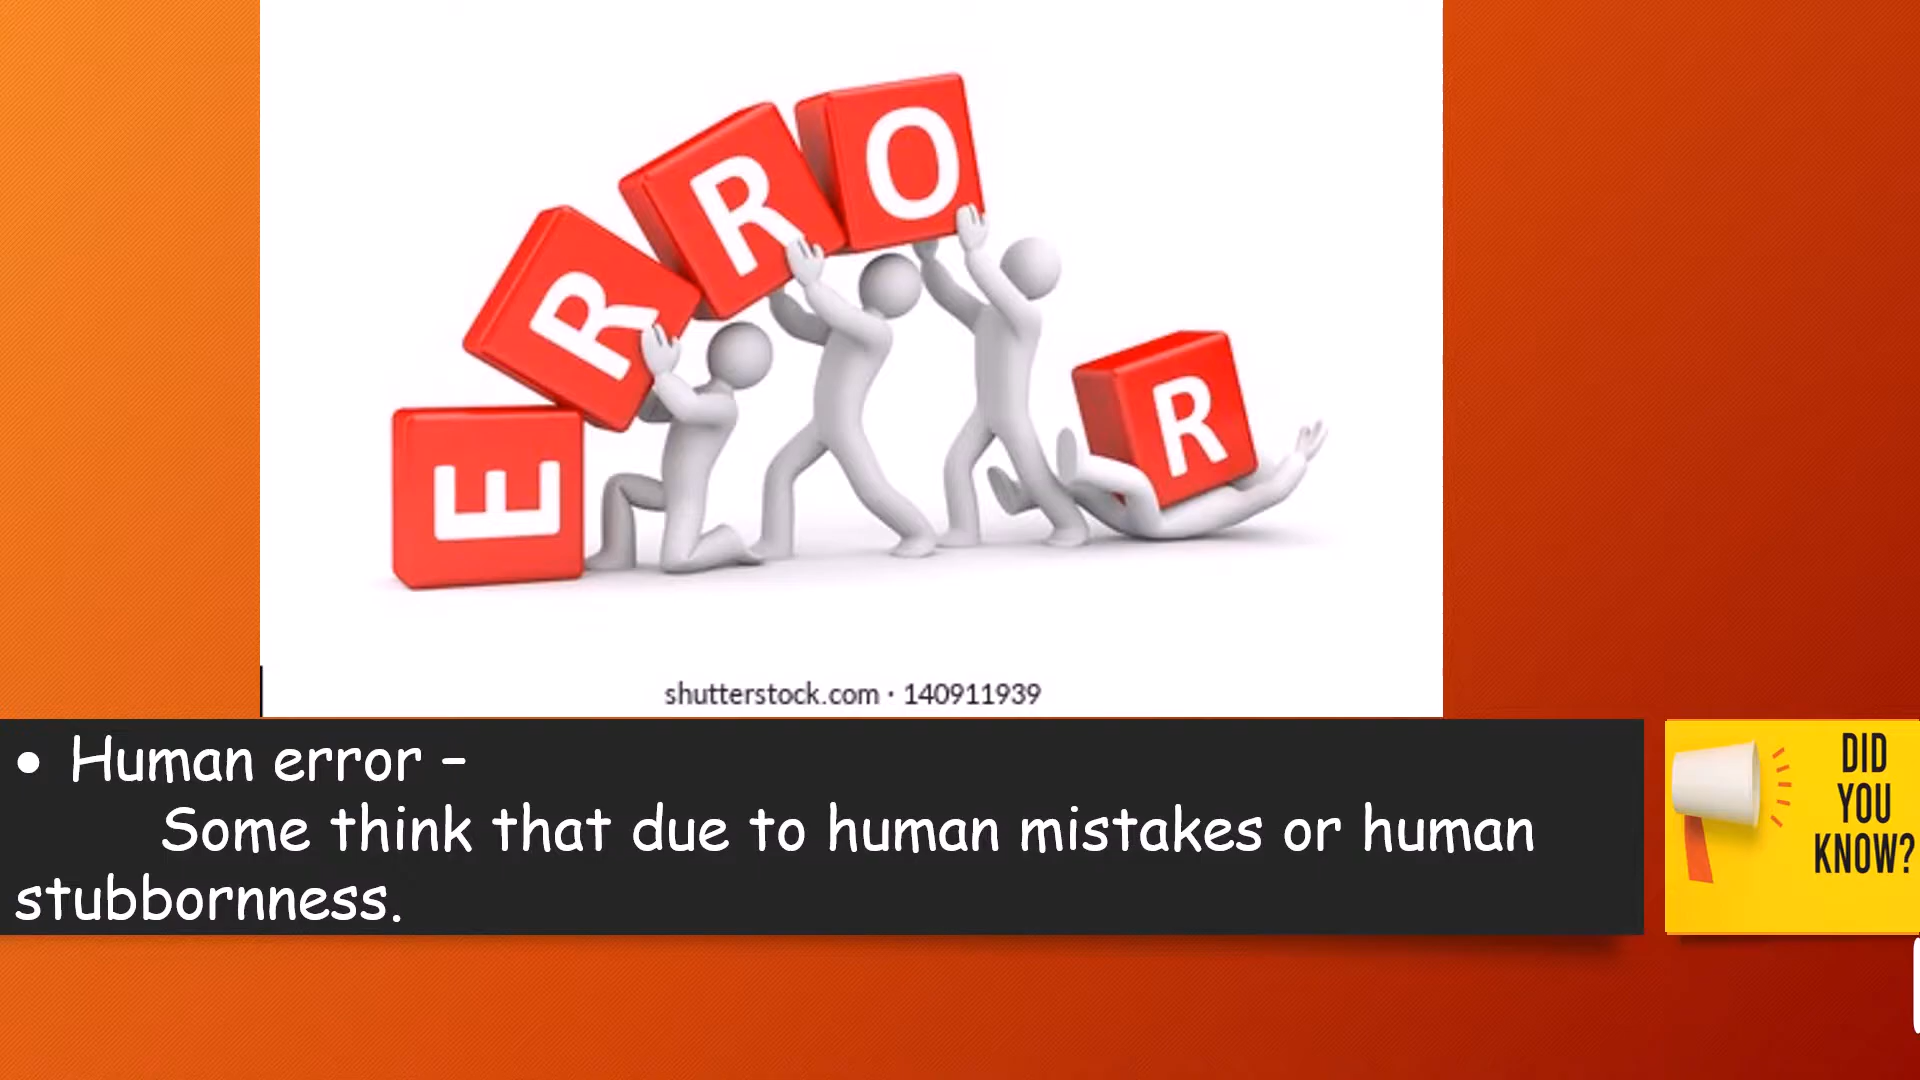 E R R O R
shutterstock.com · 140911939
• Human error –
Some think that due to human mistakes or human
stubbornness.
DID
YOU
KNOW?